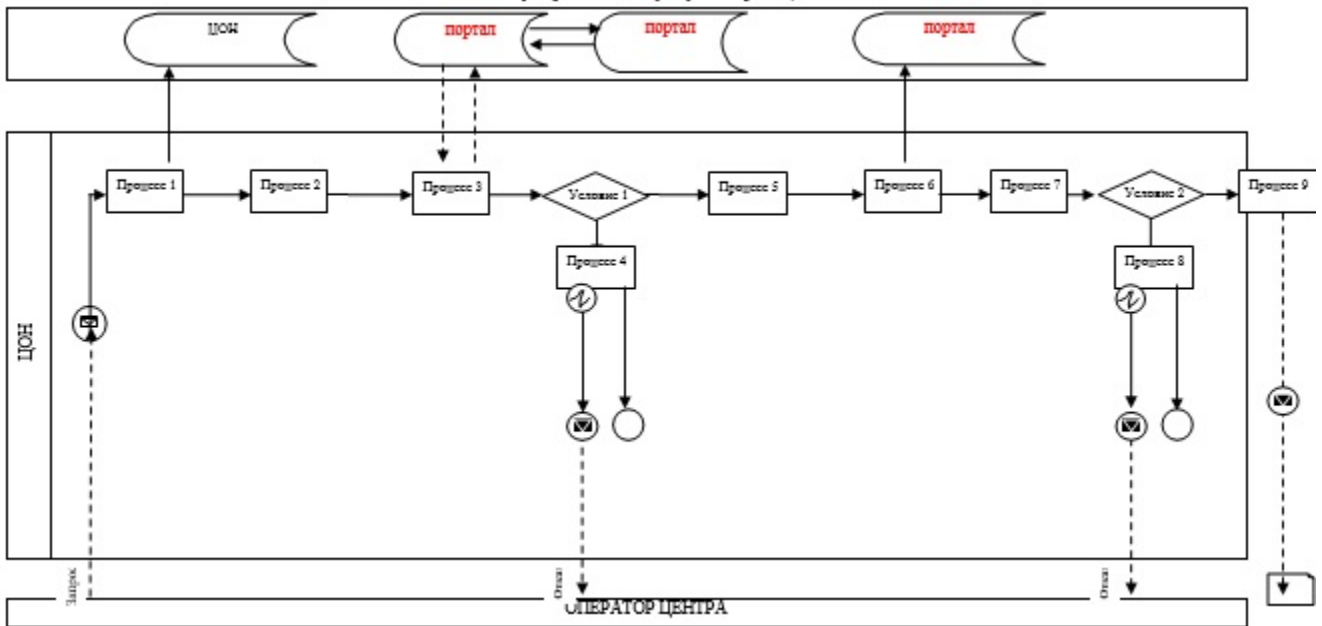 ЦОН
портал
портал
портал
Процесс 1
Процесс 2
Процесс 3
Условие 1
Процесс 5
Процесс 6
Процесс 7
Условие 2
Процесс 9
Процесс 4
Процесс 8
ЦОН
Запрос
Отказ
Отказ
ОПЕРАТОР ЦЕНТРА